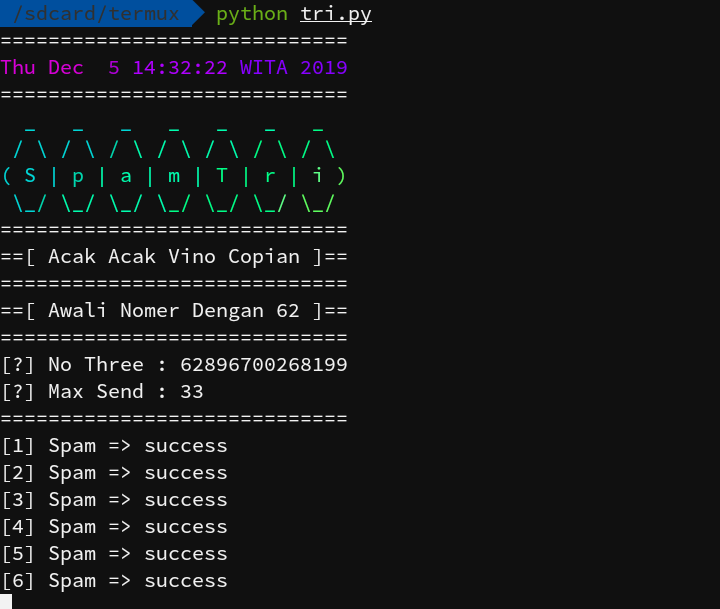 /sdcard/termux python tri.py
=============================
Thu Dec  5 14:32:22 WITA 2019
=============================
  _   _   _   _   _   _   _
 / \ / \ / \ / \ / \ / \ / \
( S | p | a | m | T | r | i )
 \_/ \_/ \_/ \_/ \_/ \_/ \_/
=============================
==[ Acak Acak Vino Copian ]==
=============================
==[ Awali Nomer Dengan 62 ]==
=============================
[?] No Three : 62896700268199
[?] Max Send : 33
=============================
[1] Spam => success
[2] Spam => success
[3] Spam => success
[4] Spam => success
[5] Spam => success
[6] Spam => success